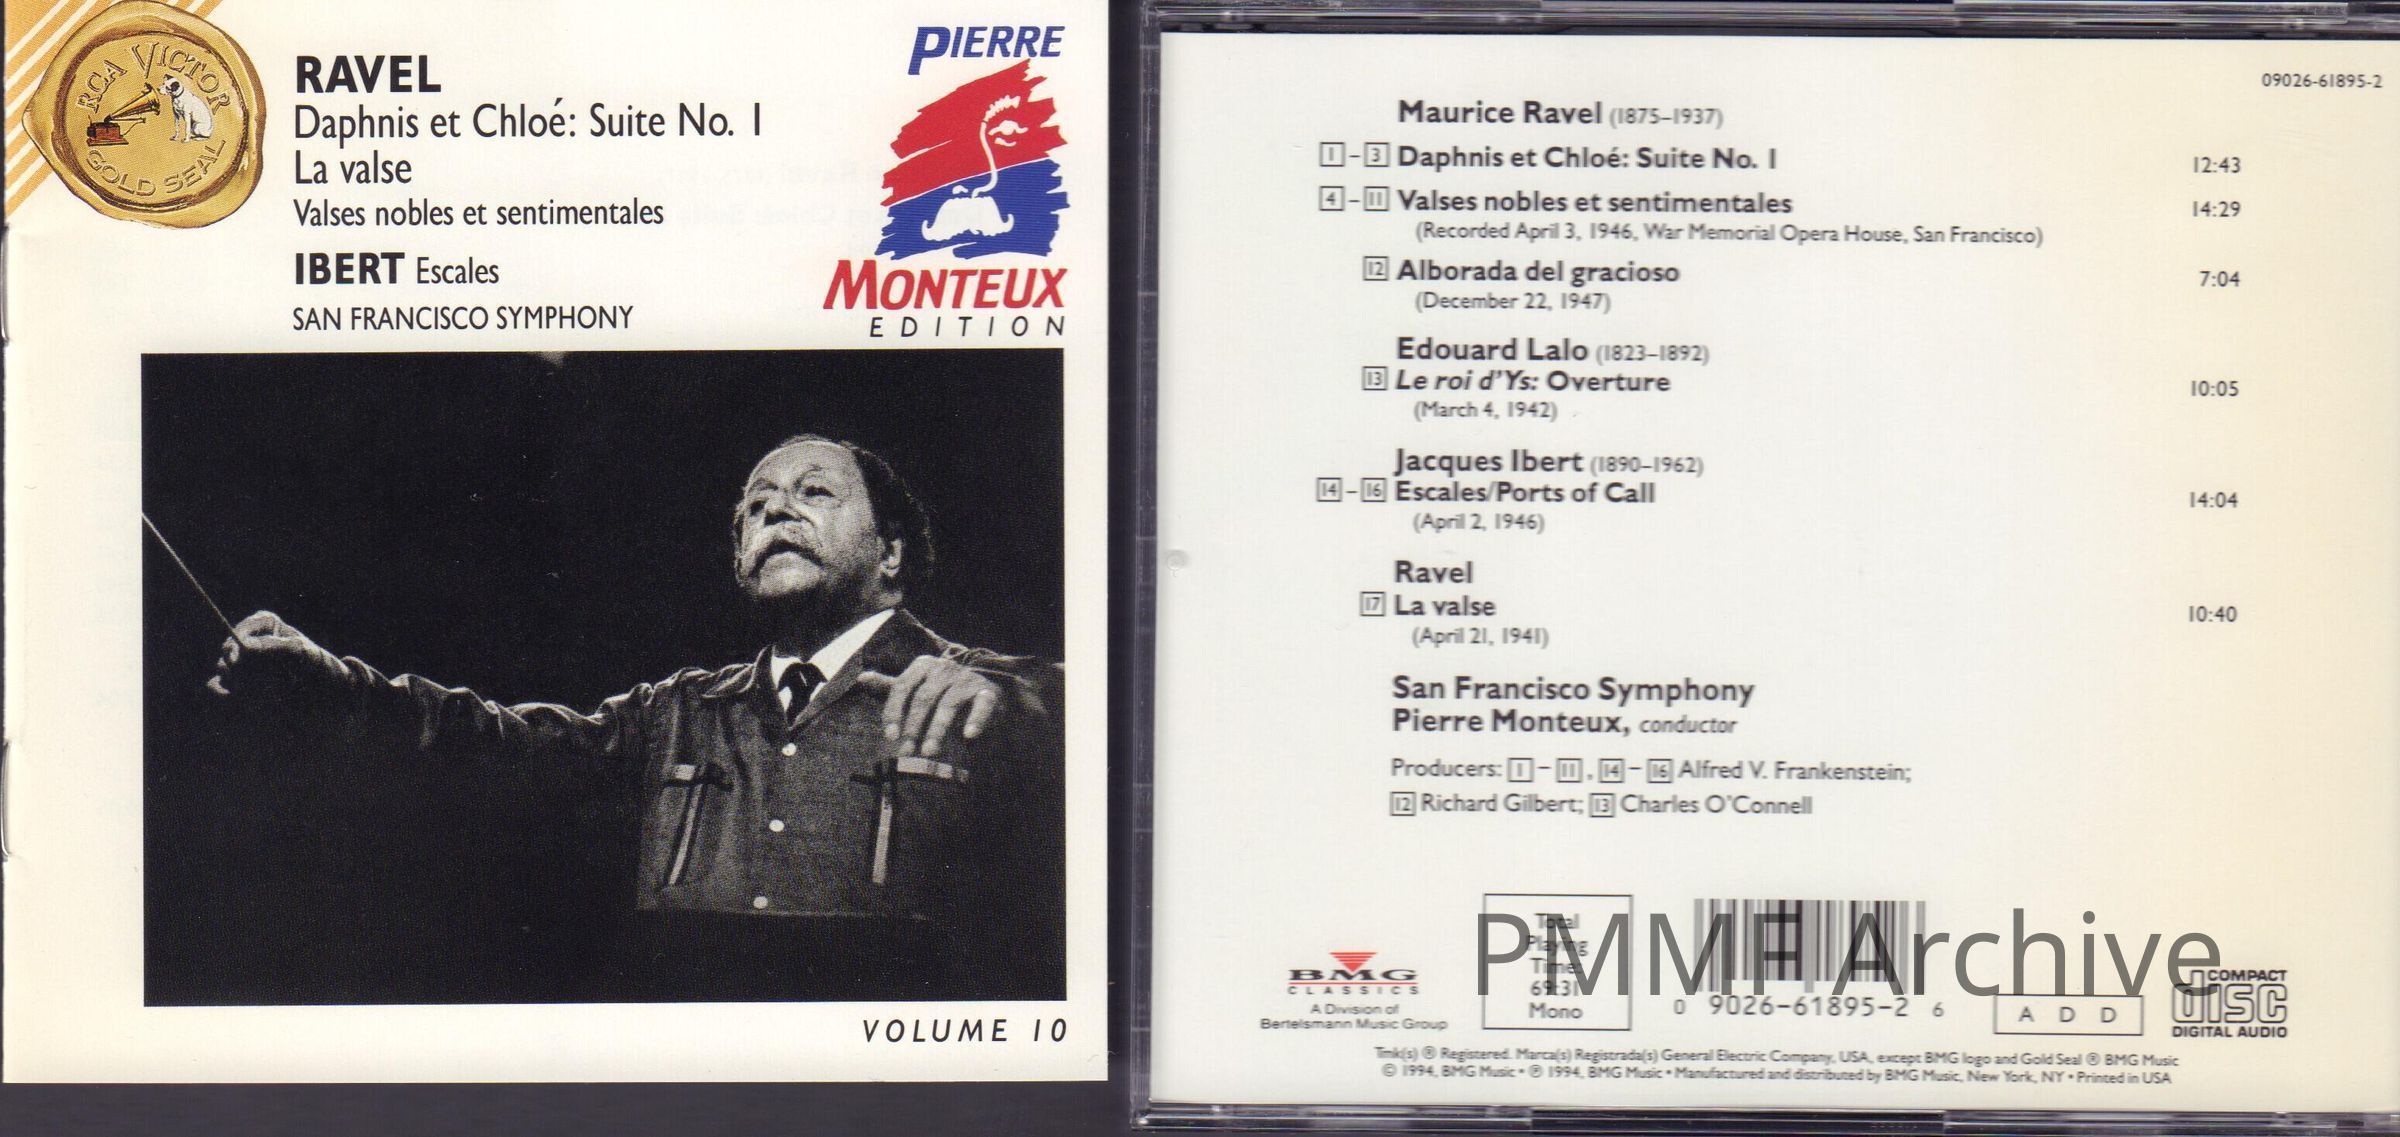 RCA VICTOR
GOLD SEAL
RAVEL
Daphnis et Chloé: Suite No. 1
La valse
Valses nobles et sentimentales
IBERT Escales
SAN FRANCISCO SYMPHONY
PIERRE
MONTEUX
EDITION
VOLUME 10
09026-61895-2
Maurice Ravel (1875–1937)
1 – 3 Daphnis et Chloé: Suite No. 1 12:43
4 – 11 Valses nobles et sentimentales 14:29
(Recorded April 3, 1946, War Memorial Opera House, San Francisco)
12 Alborada del gracioso 7:04
(December 22, 1947)
Edouard Lalo (1823–1892)
13 Le roi d'Ys: Overture 10:05
(March 4, 1942)
Jacques Ibert (1890–1962)
14 – 16 Escales/Ports of Call 14:04
(April 2, 1946)
Ravel
17 La valse 10:40
(April 21, 1941)
San Francisco Symphony
Pierre Monteux, conductor
Producers: 1 – 11, 14 – 16 Alfred V. Frankenstein;
12 Richard Gilbert; 13 Charles O'Connell
BMG
CLASSICS
A Division of
Bertelsmann Music Group
Total
Playing
Time:
69:31
Mono
0 9026-61895-2 6
PMMF Archive
A D D
COMPACT
disc
DIGITAL AUDIO
Tmk(s) ® Registered. Marca(s) Registrada(s) General Electric Company, USA, except BMG logo and Gold Seal ® BMG Music
© 1994, BMG Music • ℗ 1994, BMG Music • Manufactured and distributed by BMG Music, New York, NY • Printed in USA